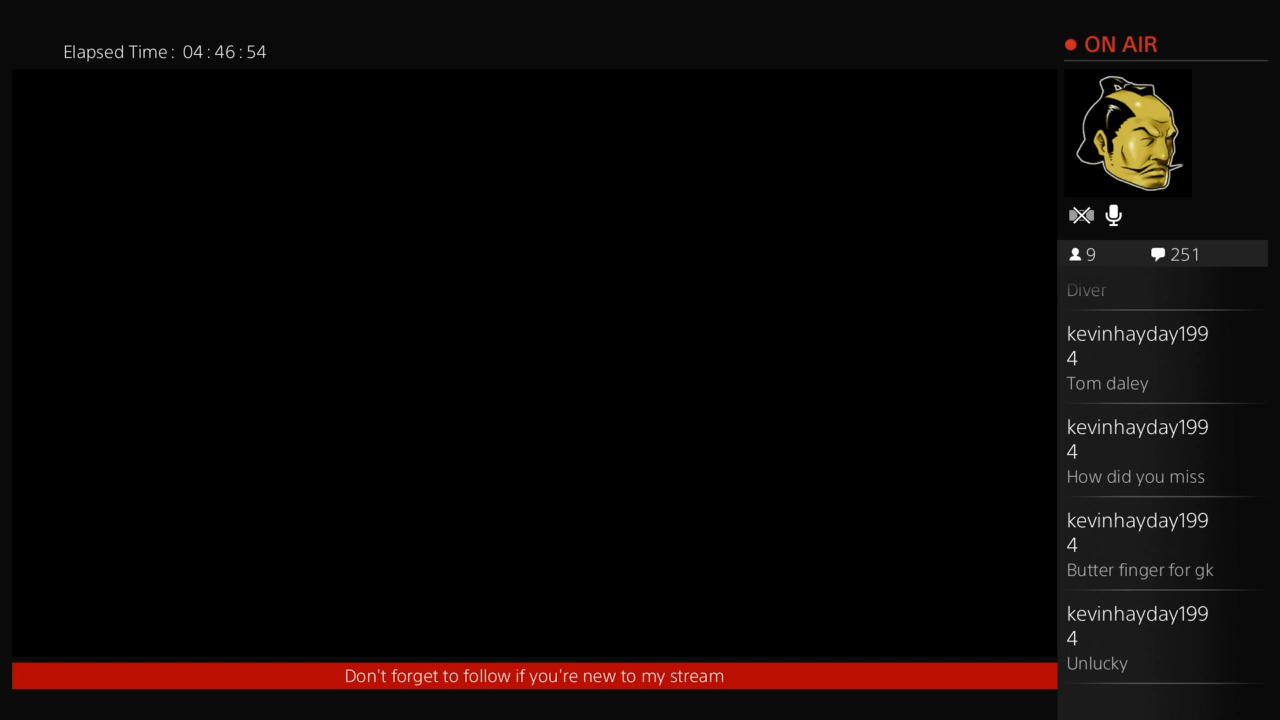 Elapsed Time: 04:46:54
ON AIR
9 251
Diver
kevinhayday199
4
Tom daley
kevinhayday199
4
How did you miss
kevinhayday199
4
Butter finger for gk
kevinhayday199
4
Unlucky
Don't forget to follow if you're new to my stream